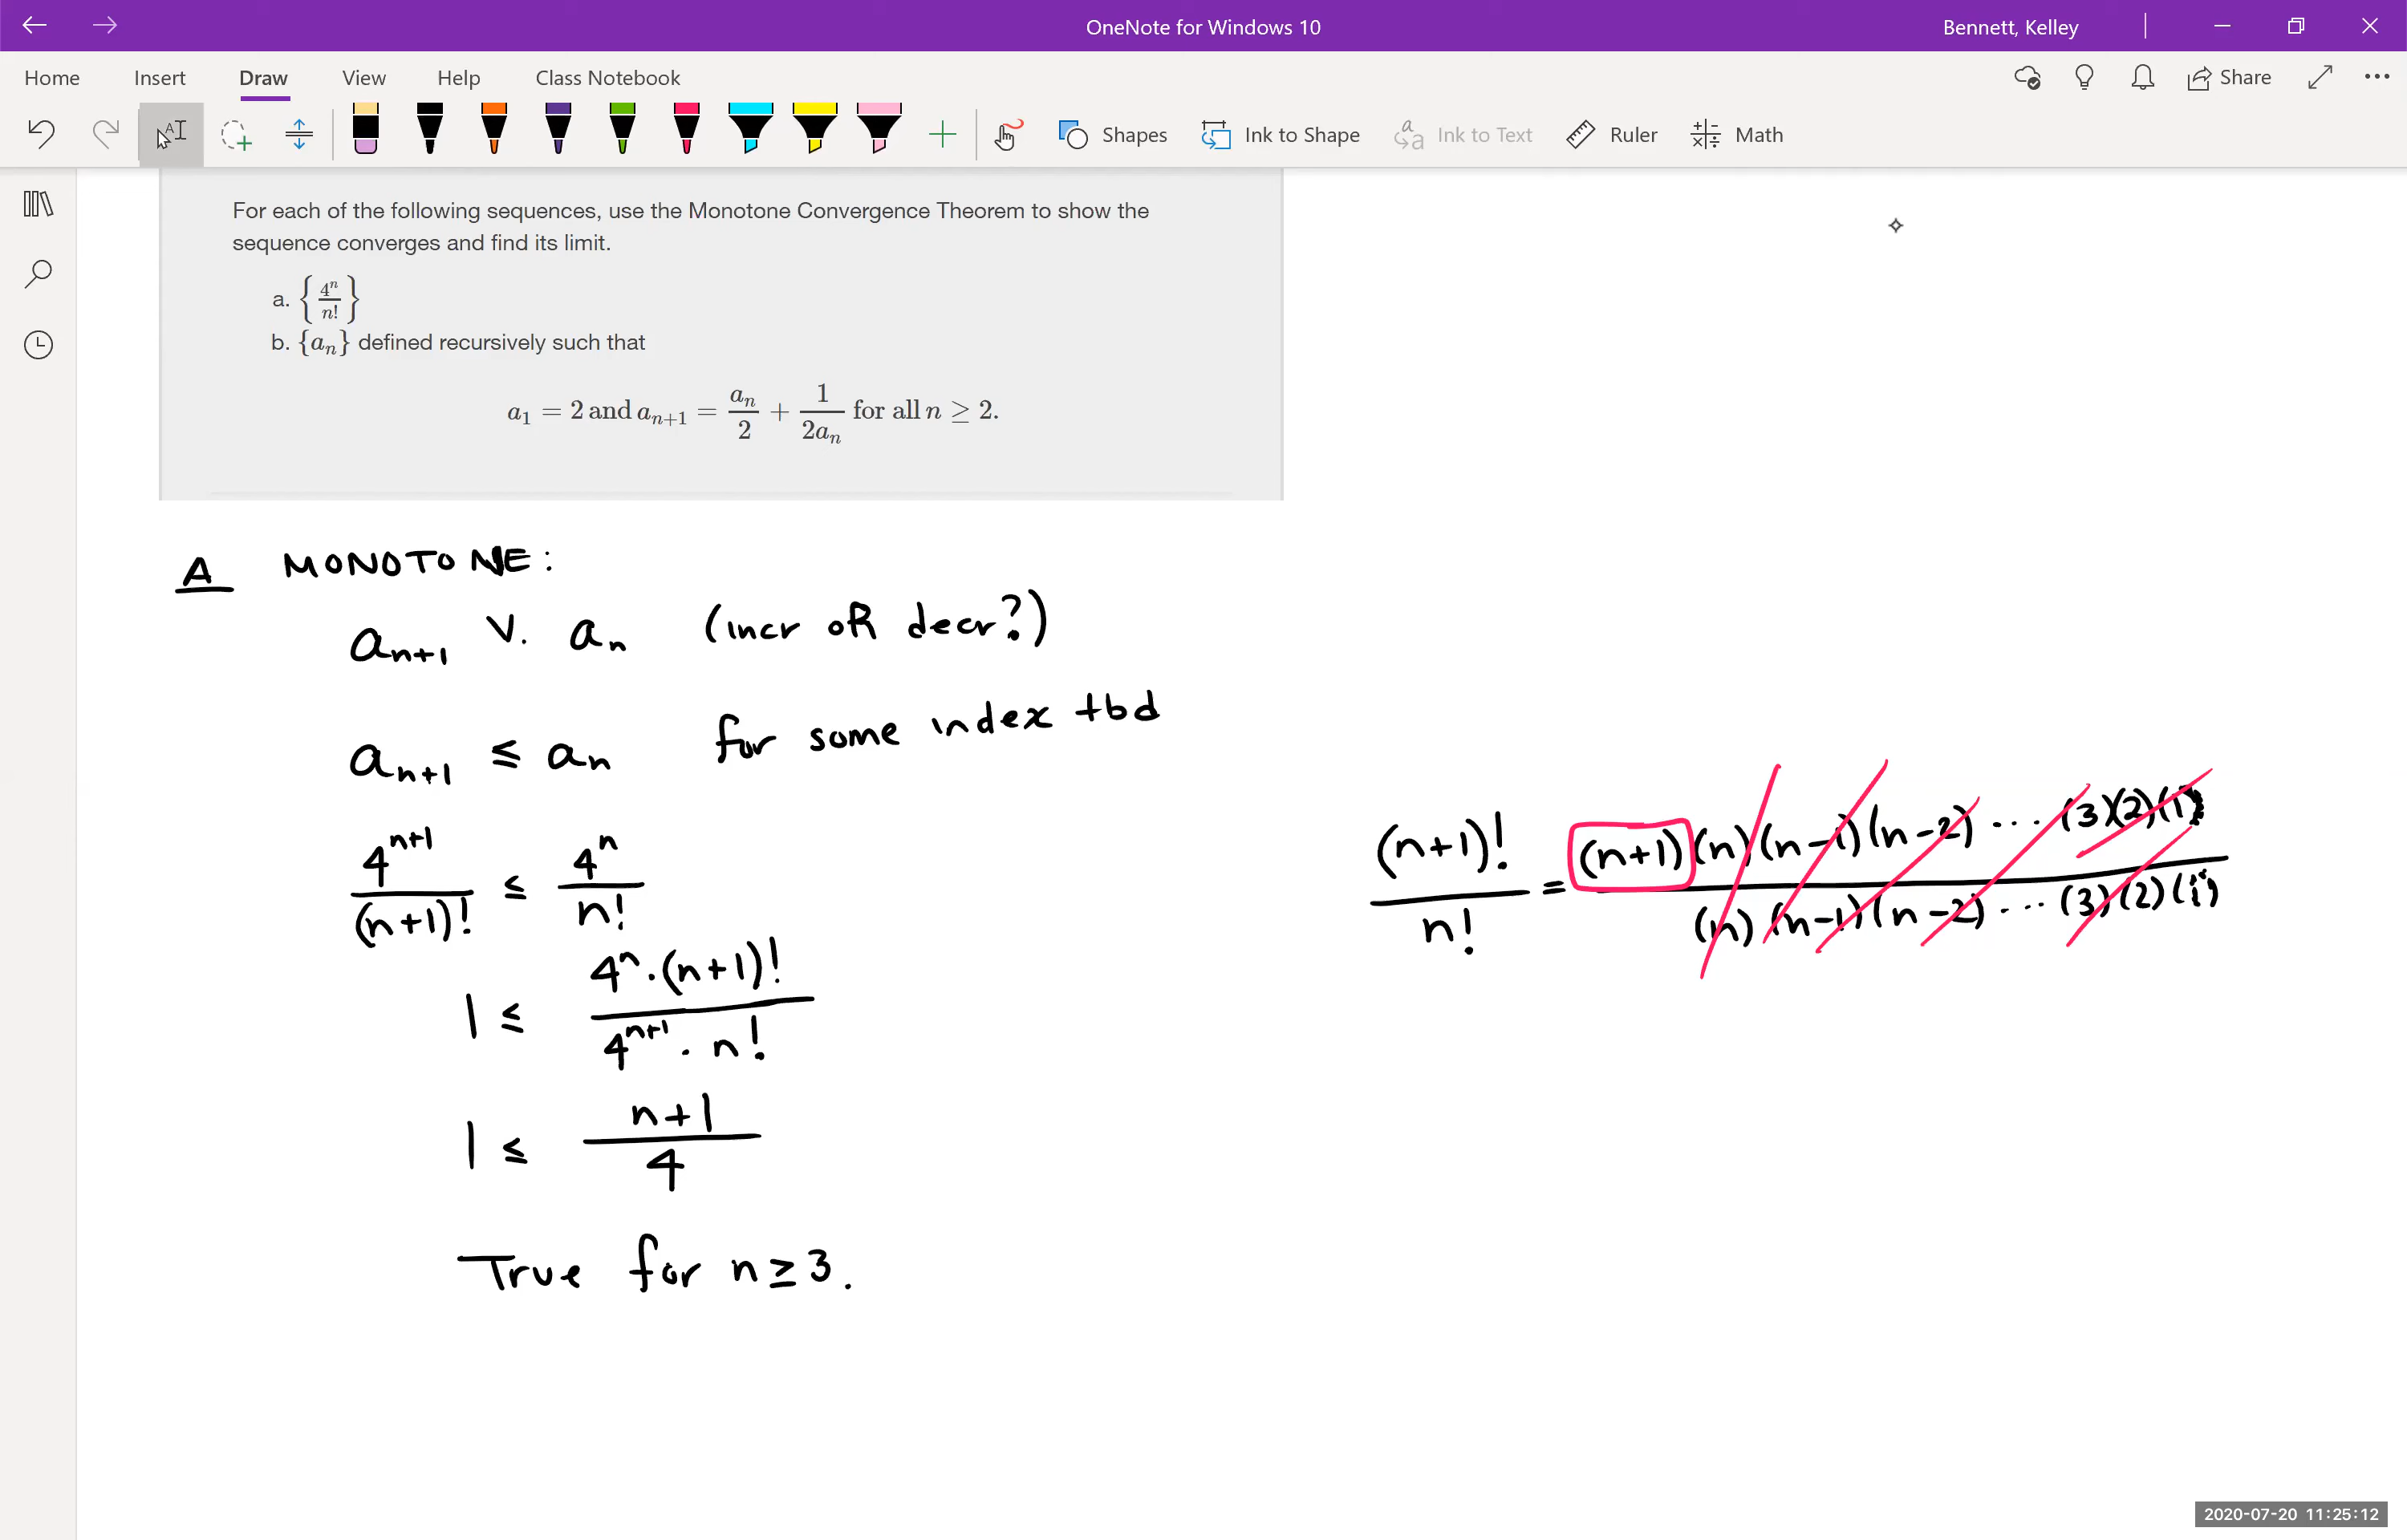 OneNote for Windows 10
Bennett, Kelley
Home Insert Draw View Help Class Notebook
Share
Shapes Ink to Shape Ink to Text Ruler Math
For each of the following sequences, use the Monotone Convergence Theorem to show the
sequence converges and find its limit.
a. {4^n/n!}
b. {a_n} defined recursively such that
a_1 = 2 and a_{n+1} = a_n/2 + 1/(2a_n) for all n ≥ 2.
A MONOTONE:
a_{n+1} v. a_n (incr OR decr?)
a_{n+1} ≤ a_n for some index tbd
4^{n+1}/(n+1)! ≤ 4^n/n!
1 ≤ 4^n·(n+1)!/4^{n+1}·n!
1 ≤ n+1/4
True for n≥3.
(n+1)!/n! = (n+1)(n)(n-1)(n-2)···(3)(2)(1)/(n)(n-1)(n-2)···(3)(2)(1)
2020-07-20 11:25:12